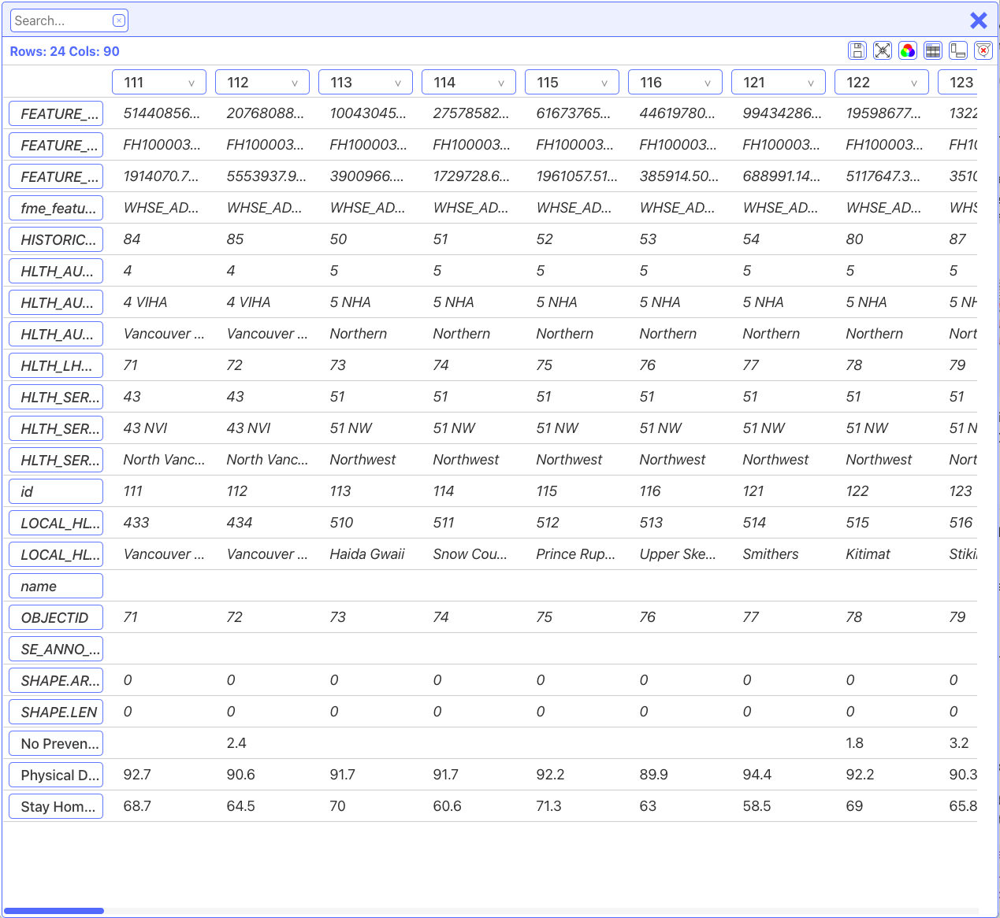 Search...
Rows: 24 Cols: 90
111 112 113 114 115 116 121 122 123
FEATURE_... 51440856... 20768088... 10043045... 27578582... 61673765... 44619780... 99434286... 19598677... 1322
FEATURE_... FH100003... FH100003... FH100003... FH100003... FH100003... FH100003... FH100003... FH100003... FH10
FEATURE_... 1914070.7... 5553937.9... 3900966.... 1729728.6... 1961057.51... 385914.50... 688991.14... 5117647.3... 3510
fme_featu... WHSE_AD... WHSE_AD... WHSE_AD... WHSE_AD... WHSE_AD... WHSE_AD... WHSE_AD... WHSE_AD... WHS
HISTORIC... 84 85 50 51 52 53 54 80 87
HLTH_AU... 4 4 5 5 5 5 5 5 5
HLTH_AU... 4 VIHA 4 VIHA 5 NHA 5 NHA 5 NHA 5 NHA 5 NHA 5 NHA 5 NH
HLTH_AU... Vancouver ... Vancouver ... Northern Northern Northern Northern Northern Northern Nort
HLTH_LH... 71 72 73 74 75 76 77 78 79
HLTH_SER... 43 43 51 51 51 51 51 51 51
HLTH_SER... 43 NVI 43 NVI 51 NW 51 NW 51 NW 51 NW 51 NW 51 NW 51 N
HLTH_SER... North Vanc... North Vanc... Northwest Northwest Northwest Northwest Northwest Northwest Nort
id 111 112 113 114 115 116 121 122 123
LOCAL_HL... 433 434 510 511 512 513 514 515 516
LOCAL_HL... Vancouver ... Vancouver ... Haida Gwaii Snow Cou... Prince Rup... Upper Ske... Smithers Kitimat Stiki
name
OBJECTID 71 72 73 74 75 76 77 78 79
SE_ANNO_...
SHAPE.AR... 0 0 0 0 0 0 0 0 0
SHAPE.LEN 0 0 0 0 0 0 0 0 0
No Preven... 2.4 1.8 3.2
Physical D... 92.7 90.6 91.7 91.7 92.2 89.9 94.4 92.2 90.3
Stay Hom... 68.7 64.5 70 60.6 71.3 63 58.5 69 65.8